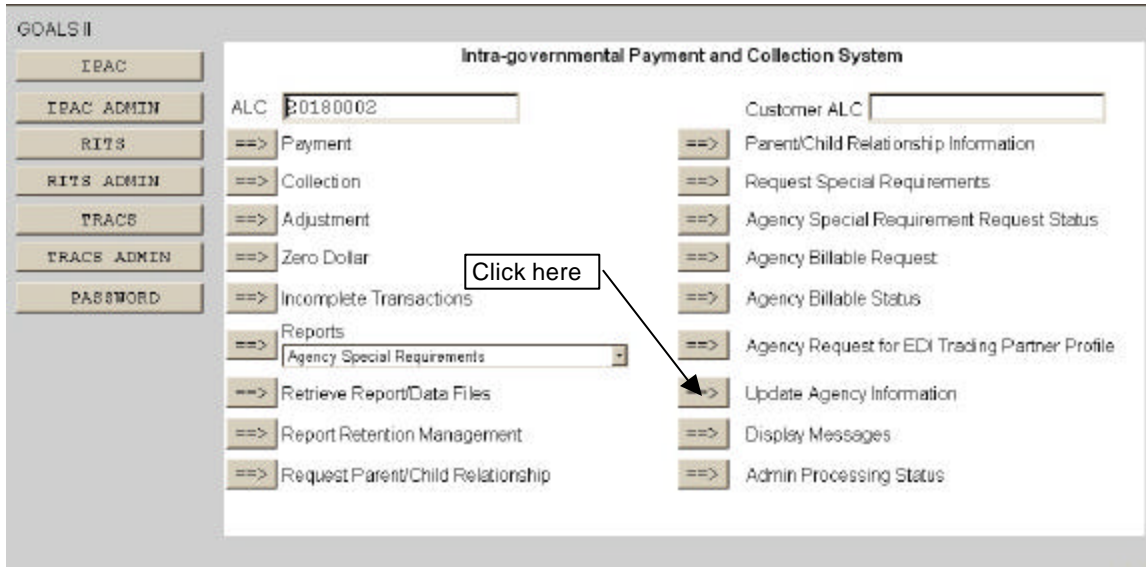 GOALS II
IPAC
IPAC ADMIN
RITS
RITS ADMIN
TRACS
TRACS ADMIN
PASSWORD
Intra-governmental Payment and Collection System
ALC 20180002
Customer ALC
==> Payment
==> Collection
==> Adjustment
==> Zero Dollar
==> Incomplete Transactions
Reports
==> Agency Special Requirements
==> Retrieve Report/Data Files
==> Report Retention Management
==> Request Parent/Child Relationship
==> Parent/Child Relationship Information
==> Request Special Requirements
==> Agency Special Requirement Request Status
==> Agency Billable Request
==> Agency Billable Status
==> Agency Request for EDI Trading Partner Profile
==> Update Agency Information
==> Display Messages
==> Admin Processing Status
Click here